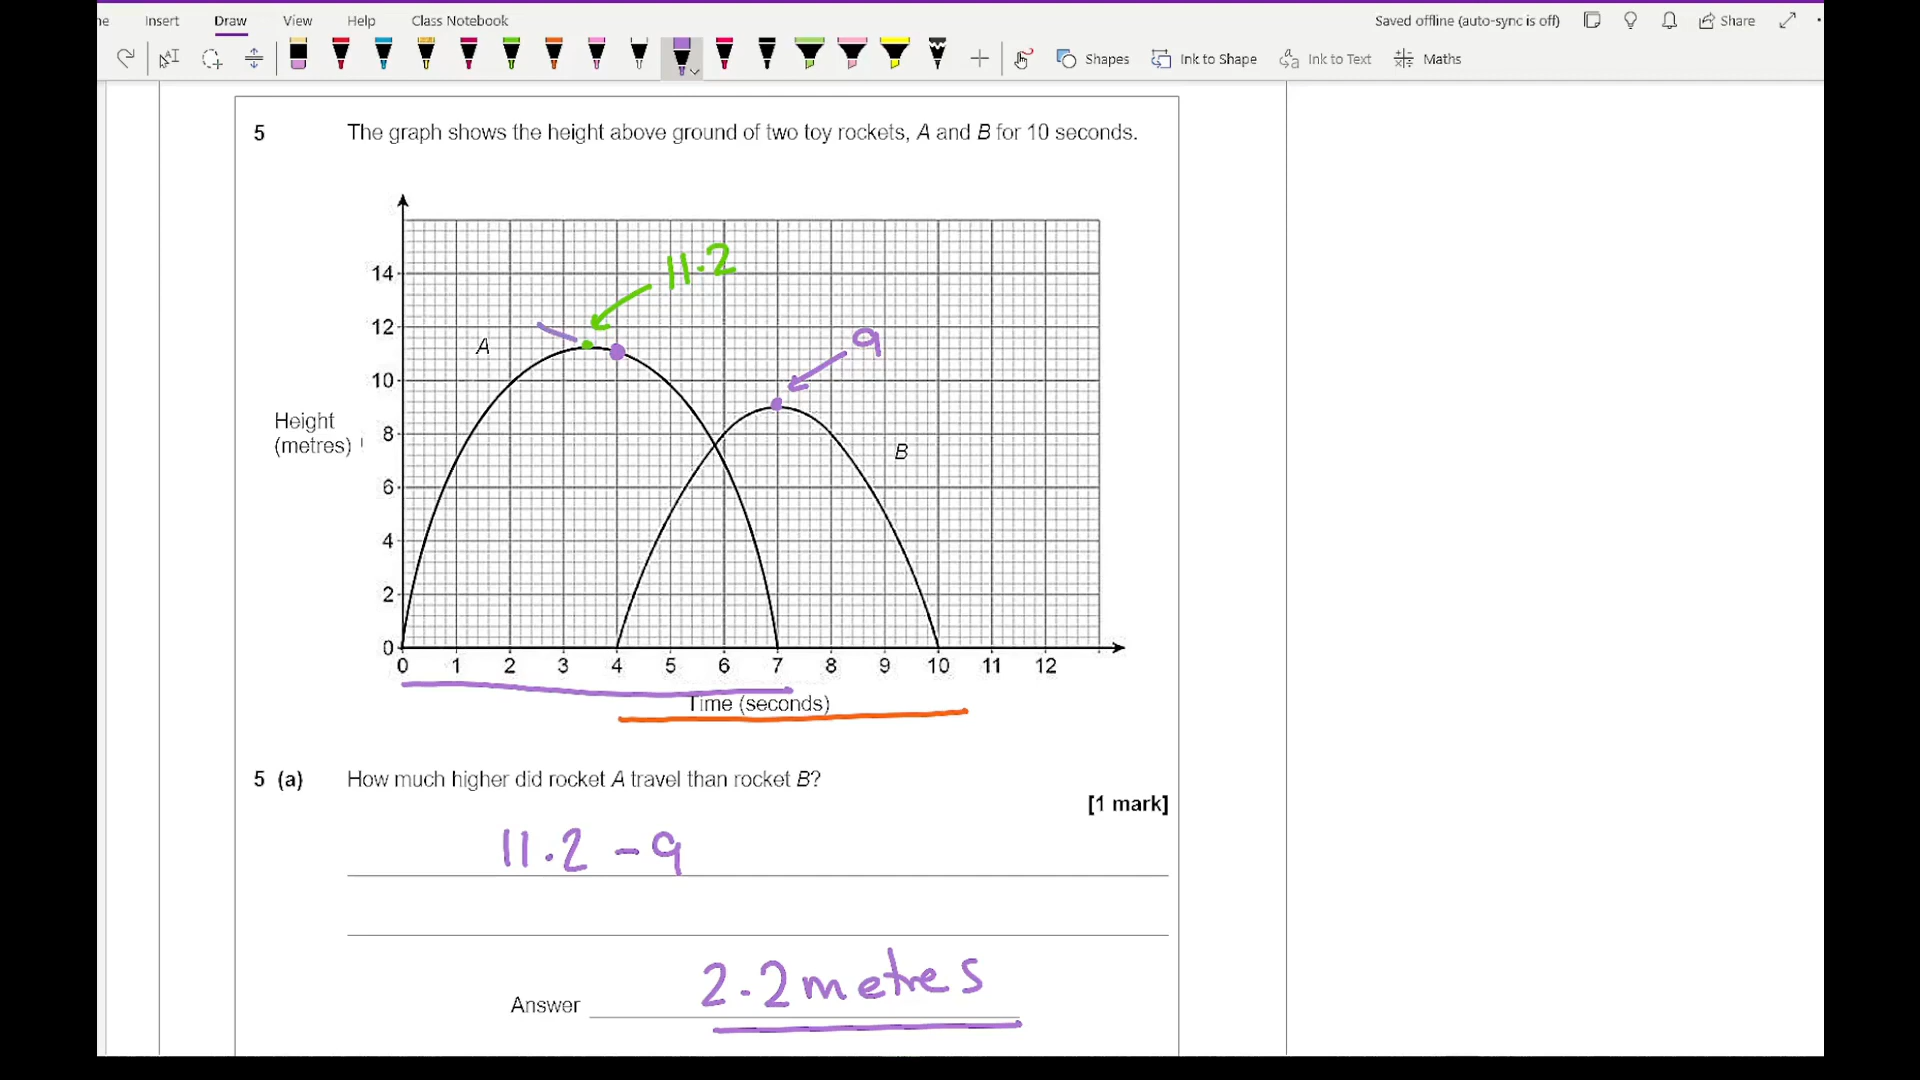 ne Insert Draw View Help Class Notebook Saved offline (auto-sync is off) Share
Shapes Ink to Shape Ink to Text Maths
5 The graph shows the height above ground of two toy rockets, A and B for 10 seconds.
11.2
14
12
A
9
10
Height
(metres)
8
B
6
4
2
0
0 1 2 3 4 5 6 7 8 9 10 11 12
Time (seconds)
5 (a) How much higher did rocket A travel than rocket B?
[1 mark]
11.2 - 9
Answer 2.2 metres